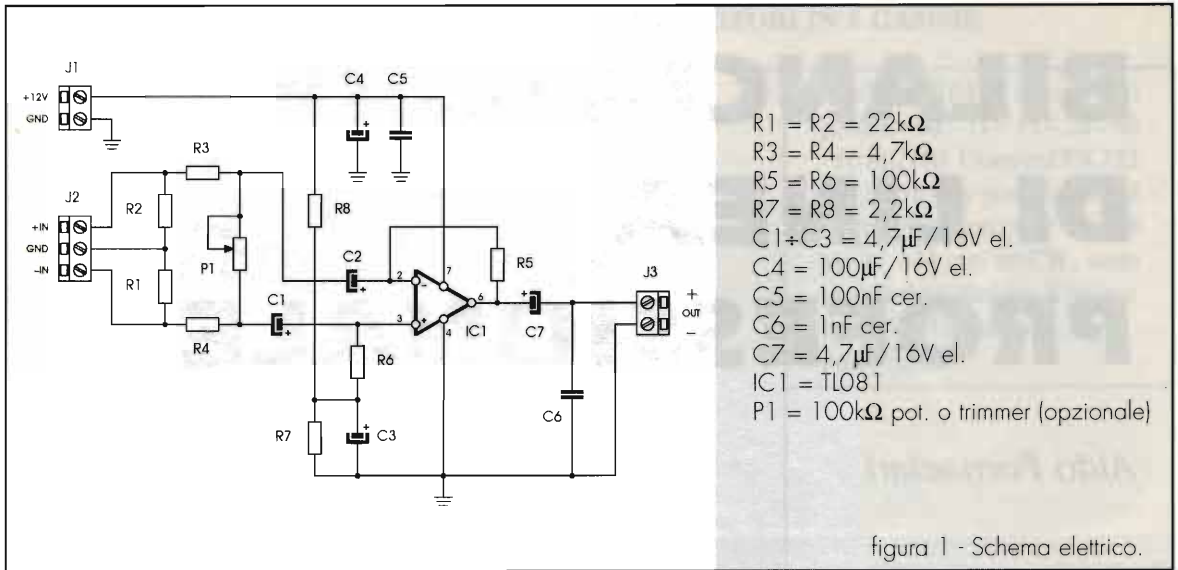 J1
+12V
GND
C4
C5
+
+
R3
J2
R2
R8
+IN
GND
-IN
P1
R1
C2
+
2
-
7
R5
J3
C1
+
3
+
4
6
IC1
+
C7
+
OUT
-
R4
R6
C6
R7
+
C3
R1 = R2 = 22kΩ
R3 = R4 = 4,7kΩ
R5 = R6 = 100kΩ
R7 = R8 = 2,2kΩ
C1÷C3 = 4,7µF/16V el.
C4 = 100µF/16V el.
C5 = 100nF cer.
C6 = 1nF cer.
C7 = 4,7µF/16V el.
IC1 = TL081
P1 = 100kΩ pot. o trimmer (opzionale)
figura 1 - Schema elettrico.